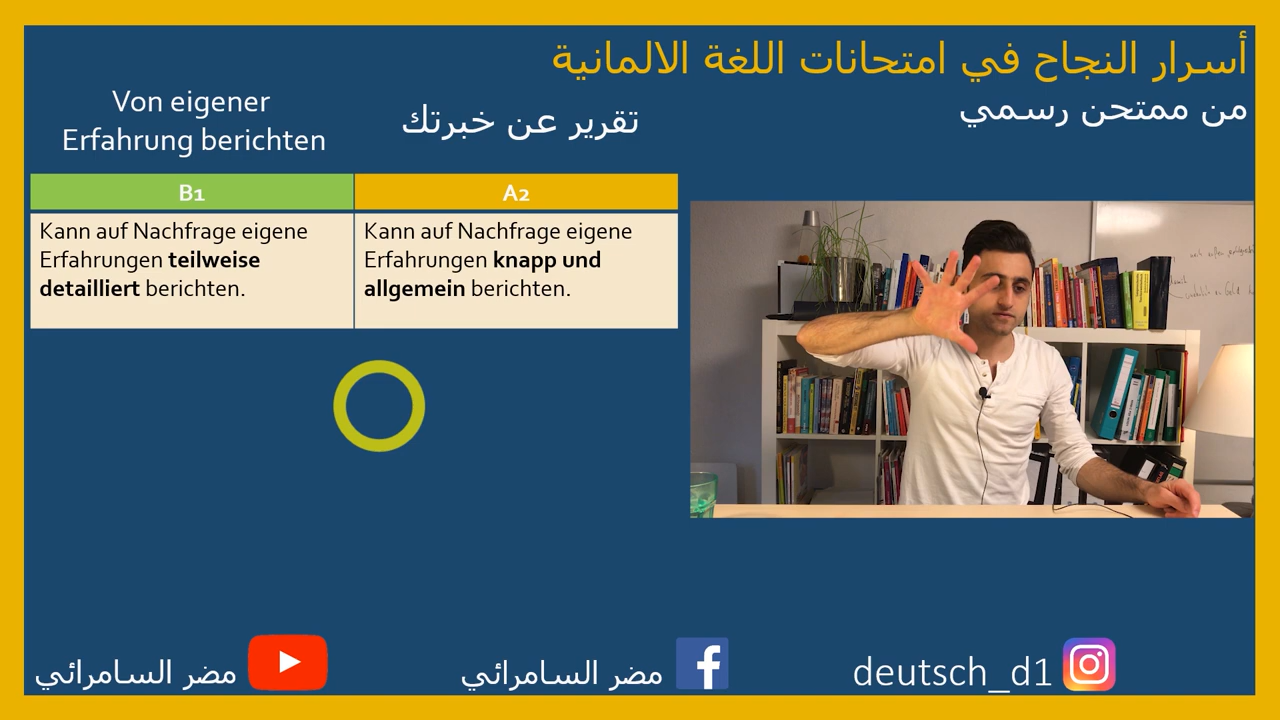 أسرار النجاح في امتحانات اللغة الالمانية
من ممتحن رسمي
Von eigener
Erfahrung berichten
تقرير عن خبرتك
B1
A2
Kann auf Nachfrage eigene
Erfahrungen teilweise
detailliert berichten.
Kann auf Nachfrage eigene
Erfahrungen knapp und
allgemein berichten.
مضر السامرائي
مضر السامرائي
deutsch_d1